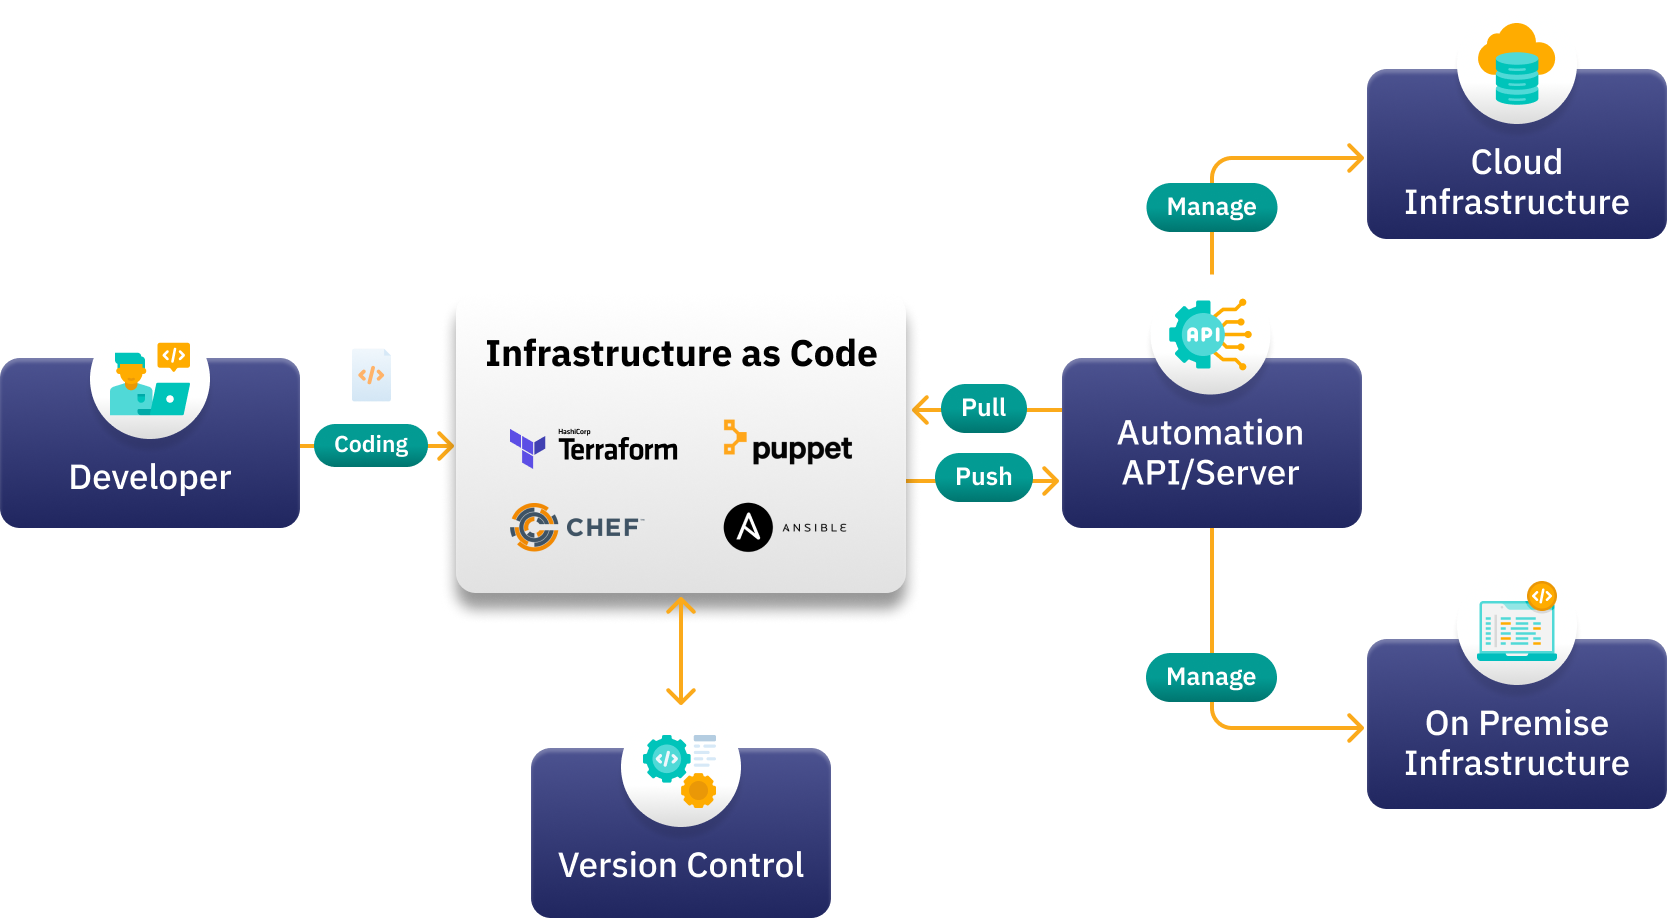 Developer
</>
</>
Coding
Infrastructure as Code
HashiCorp
Terraform
puppet
CHEF™
ANSIBLE
</>
Version Control
Pull
Push
API
Automation
API/Server
Manage
Cloud
Infrastructure
Manage
</>
On Premise
Infrastructure